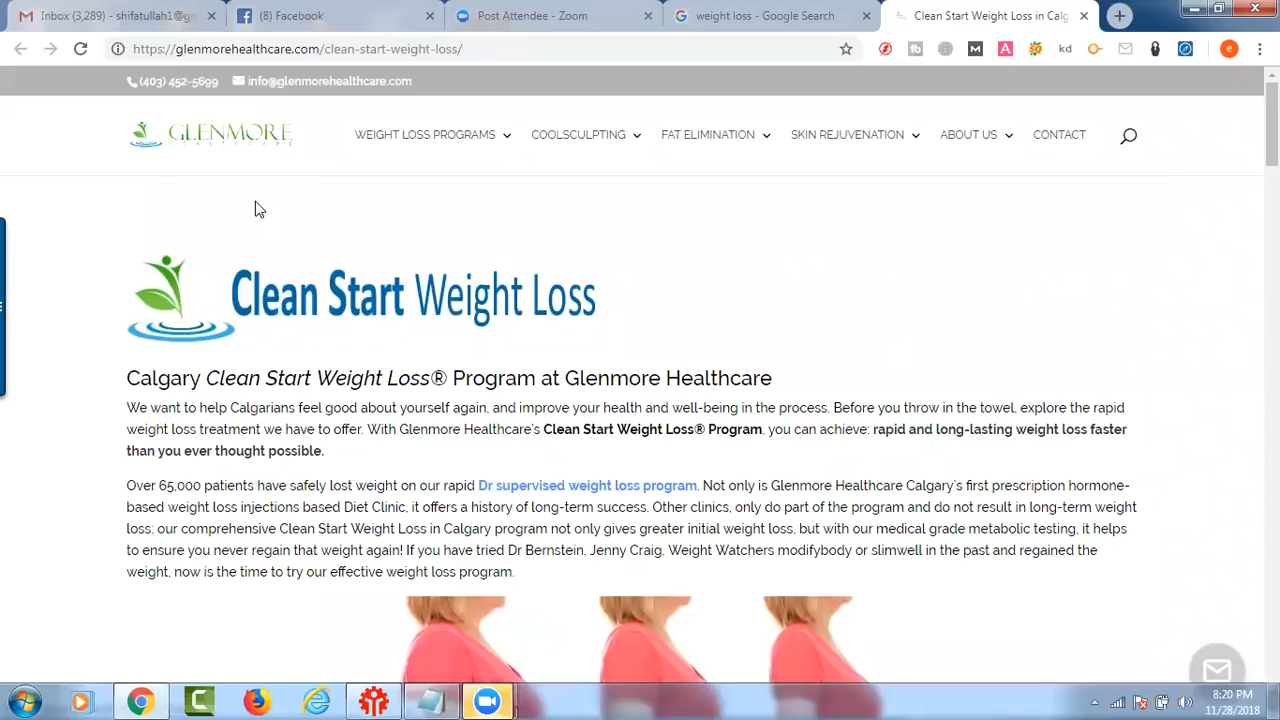 Inbox (3,289) - shifatullah1@gm
(8) Facebook
Post Attendee - Zoom
weight loss - Google Search
Clean Start Weight Loss in Calg
https://glenmorehealthcare.com/clean-start-weight-loss/
kd
e
(403) 452-5699 info@glenmorehealthcare.com
GLENMORE
WEIGHT LOSS PROGRAMS COOLSCULPTING FAT ELIMINATION SKIN REJUVENATION ABOUT US CONTACT
Clean Start Weight Loss
Calgary Clean Start Weight Loss® Program at Glenmore Healthcare
We want to help Calgarians feel good about yourself again, and improve your health and well-being in the process. Before you throw in the towel, explore the rapid
weight loss treatment we have to offer. With Glenmore Healthcare's Clean Start Weight Loss® Program, you can achieve: rapid and long-lasting weight loss faster
than you ever thought possible.
Over 65,000 patients have safely lost weight on our rapid Dr supervised weight loss program. Not only is Glenmore Healthcare Calgary's first prescription hormone-
based weight loss injections based Diet Clinic, it offers a history of long-term success. Other clinics, only do part of the program and do not result in long-term weight
loss; our comprehensive Clean Start Weight Loss in Calgary program not only gives greater initial weight loss, but with our medical grade metabolic testing, it helps
to ensure you never regain that weight again! If you have tried Dr Bernstein, Jenny Craig, Weight Watchers modifybody or slimwell in the past and regained the
weight, now is the time to try our effective weight loss program.
8:20 PM
11/28/2018